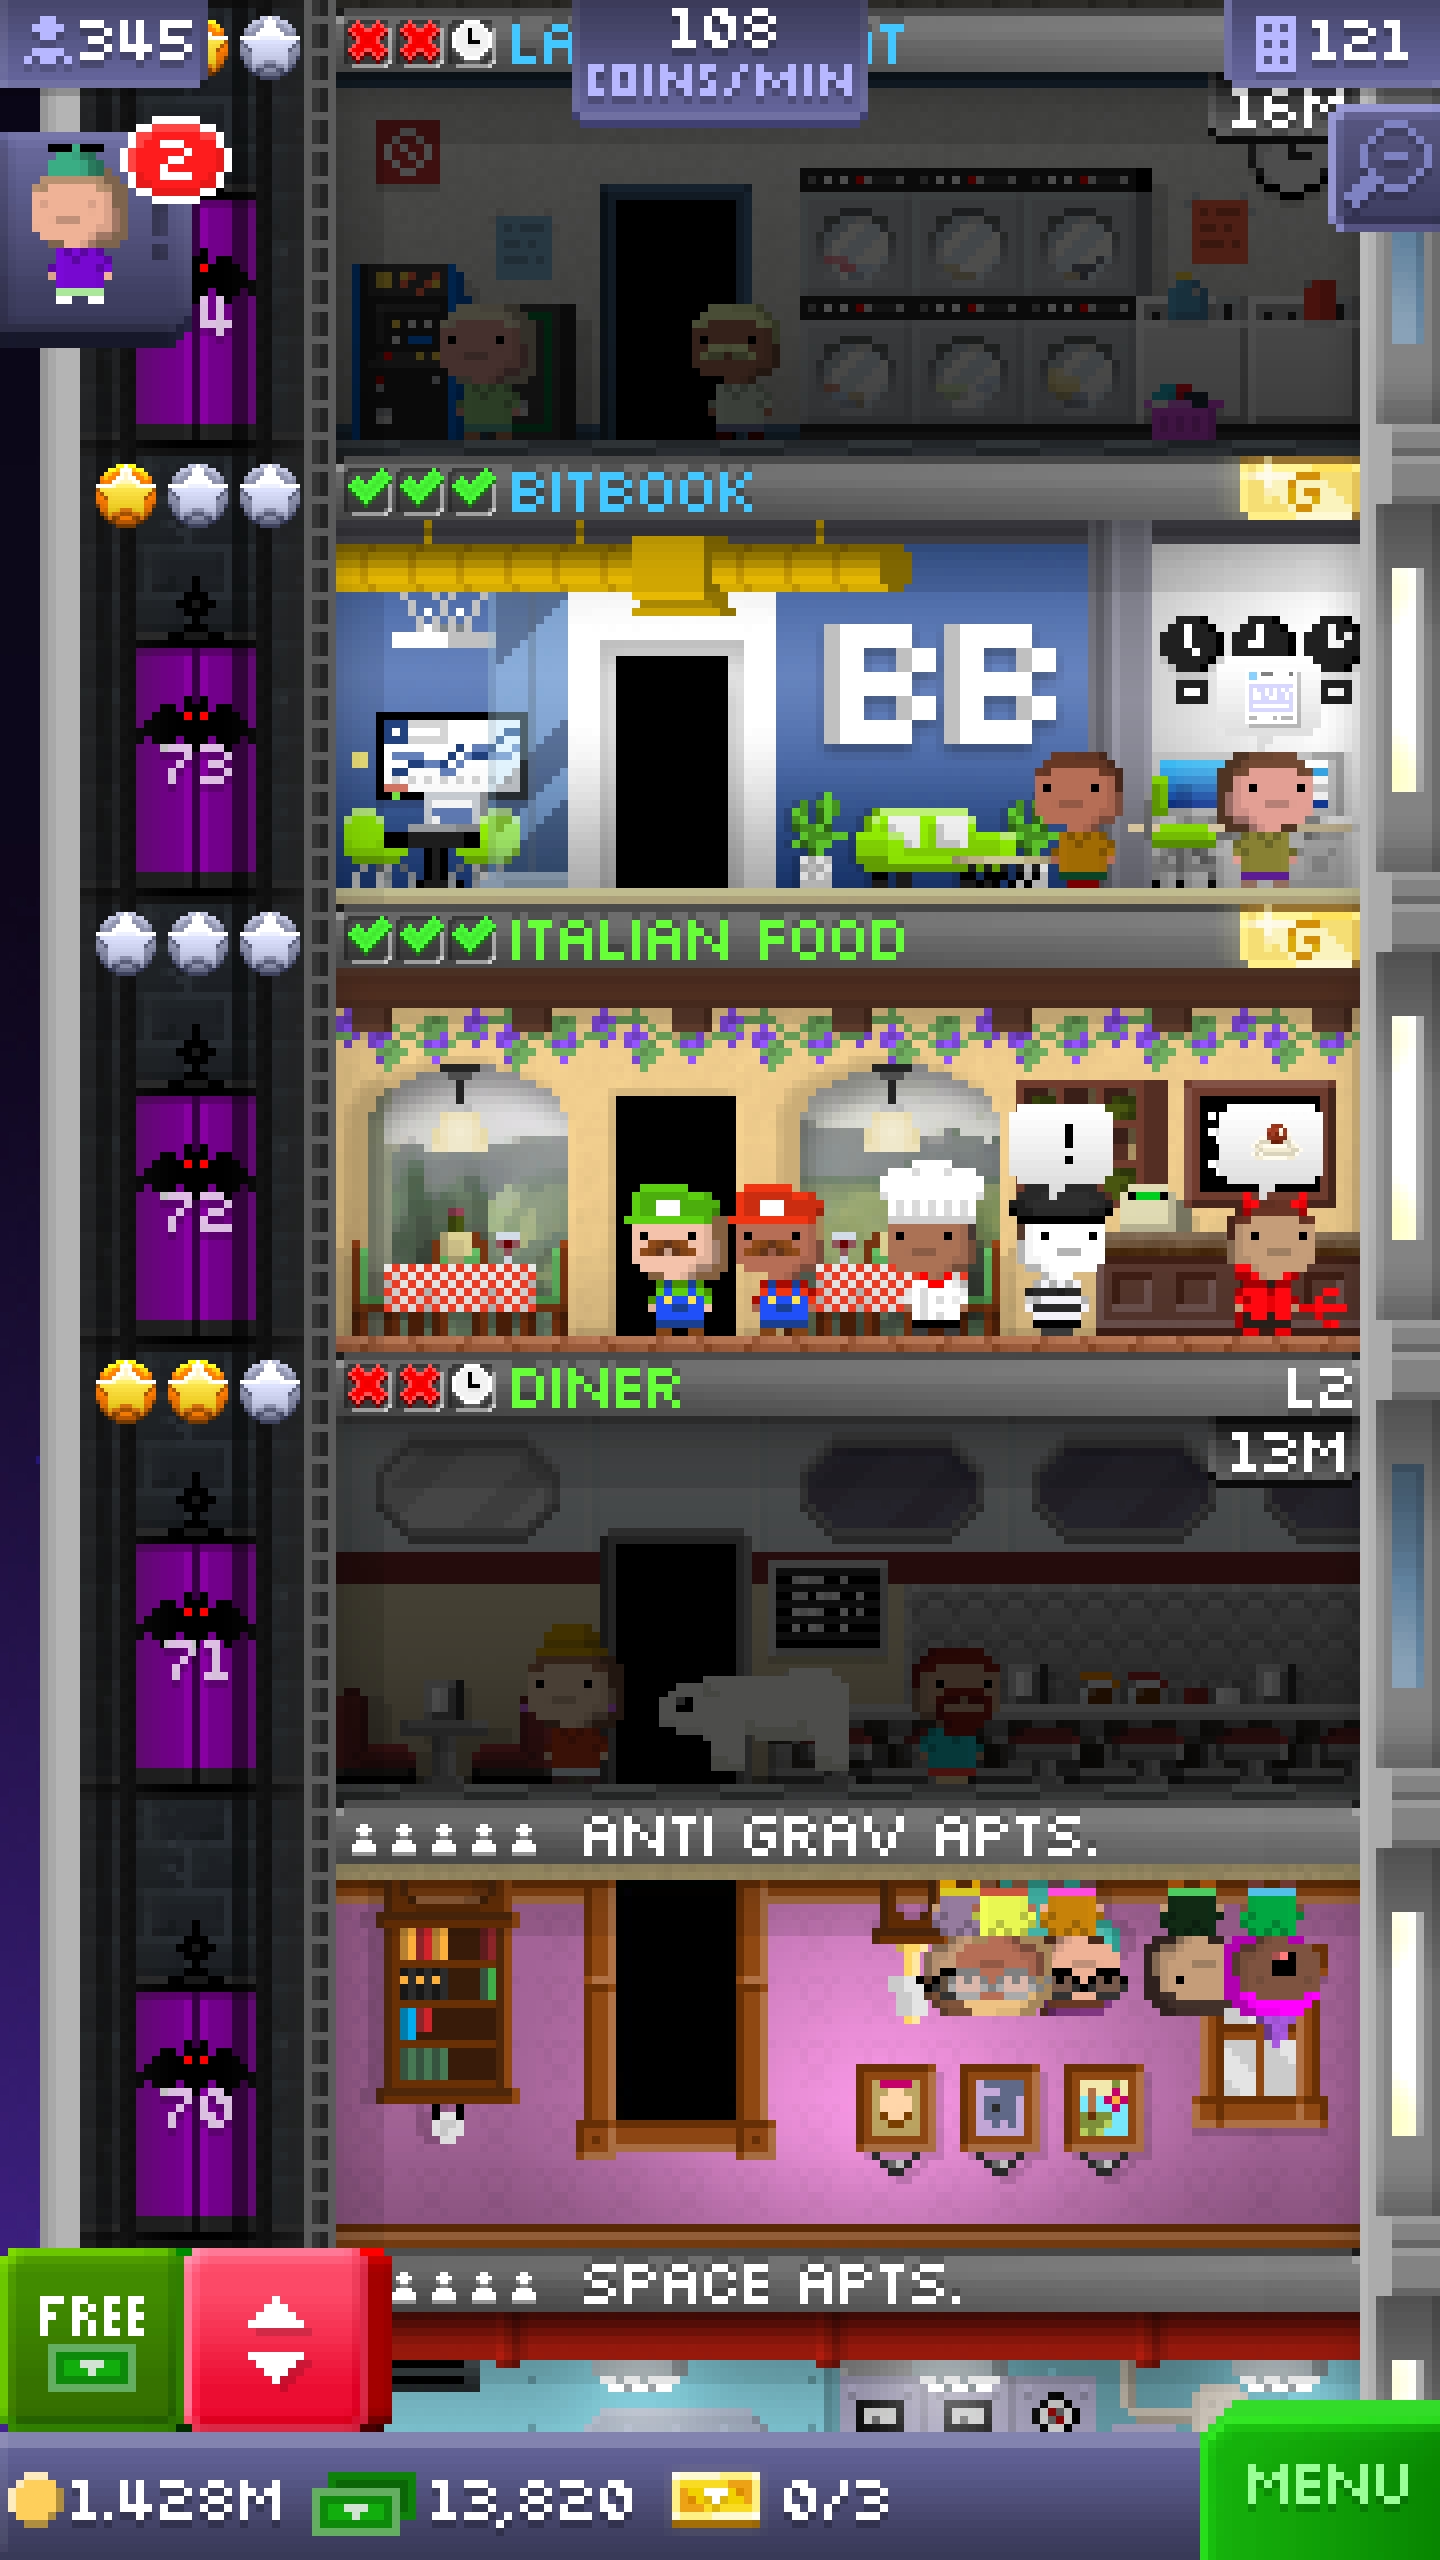 345
108
COINS/MIN
121
LA
T
16M
2
4
BITBOOK
G
BB
73
ITALIAN FOOD
G
!
72
DINER
L2
13M
71
ANTI GRAV APTS.
70
SPACE APTS.
FREE
1.428M
13,820
0/3
MENU